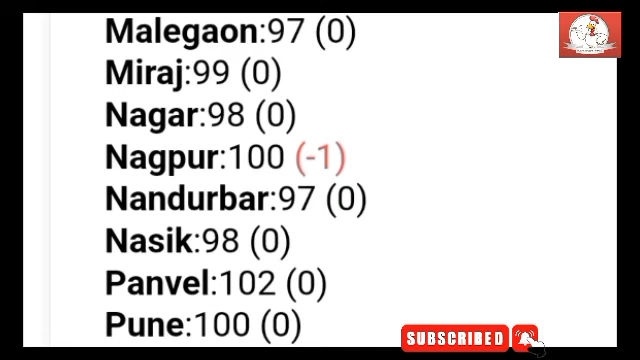 Malegaon:97 (0)
Miraj:99 (0)
Nagar:98 (0)
Nagpur:100 (-1)
Nandurbar:97 (0)
Nasik:98 (0)
Panvel:102 (0)
Pune:100 (0)
SUBSCRIBED